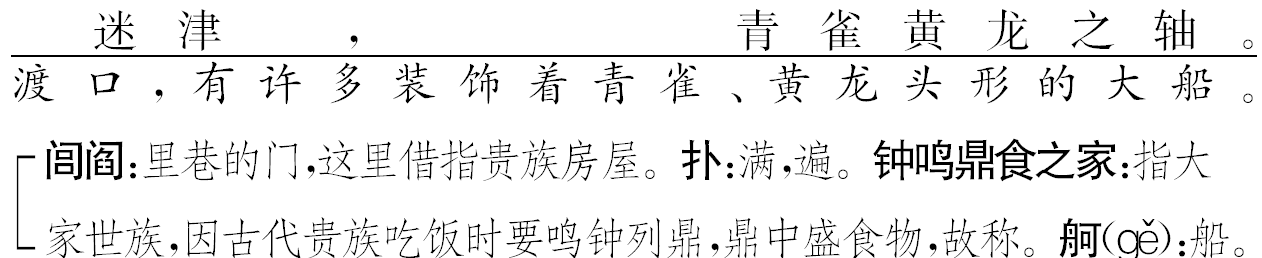 迷津，青雀黄龙之轴。
渡口，有许多装饰着青雀、黄龙头形的大船。
闾阎：里巷的门，这里借指贵族房屋。扑：满，遍。钟鸣鼎食之家：指大
家世族，因古代贵族吃饭时要鸣钟列鼎，鼎中盛食物，故称。舸(gě)：船。